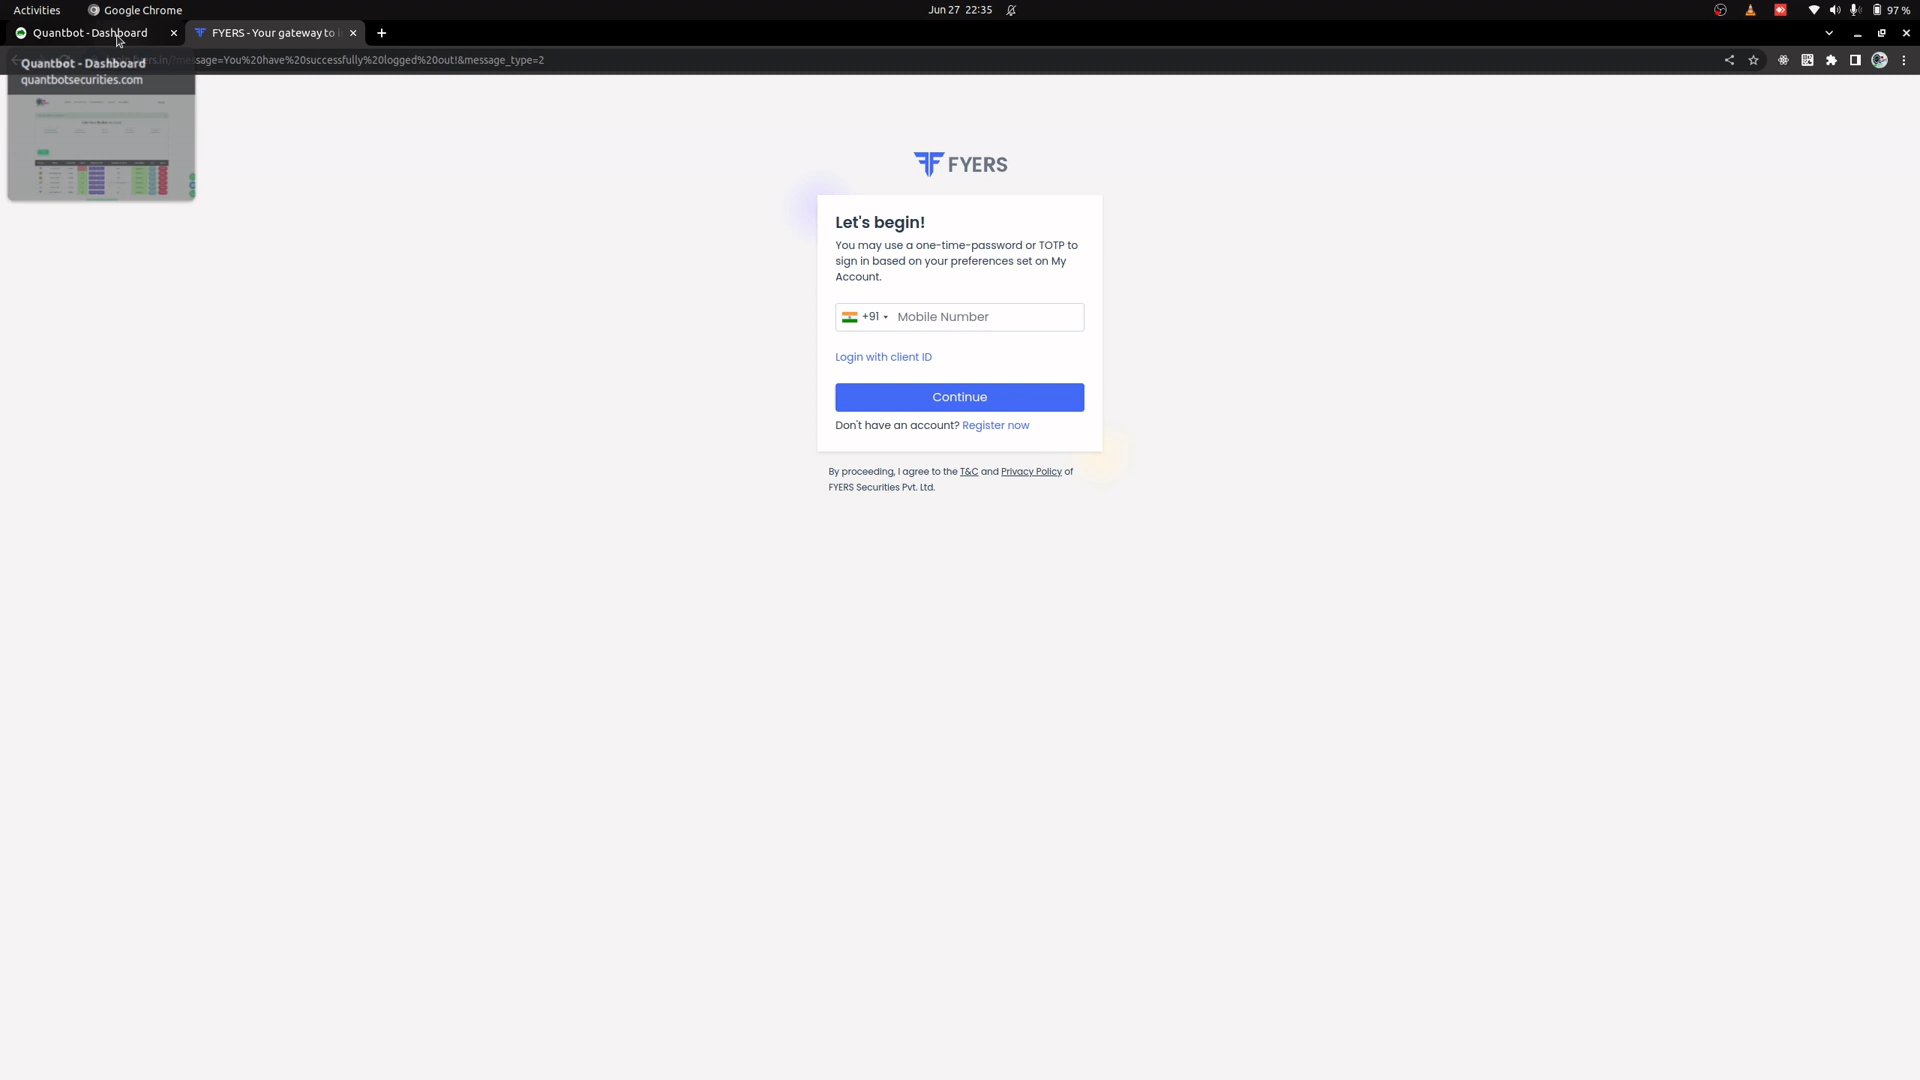 Activities
Google Chrome
Jun 27 22:35
97 %
Quantbot - Dashboard
FYERS - Your gateway to i
message=You%20have%20successfully%20logged%20out!&message_type=2
Quantbot - Dashboard
quantbotsecurities.com
FYERS
Let's begin!
You may use a one-time-password or TOTP to
sign in based on your preferences set on My
Account.
+91
Mobile Number
Login with client ID
Continue
Don't have an account? Register now
By proceeding, I agree to the T&C and Privacy Policy of
FYERS Securities Pvt. Ltd.